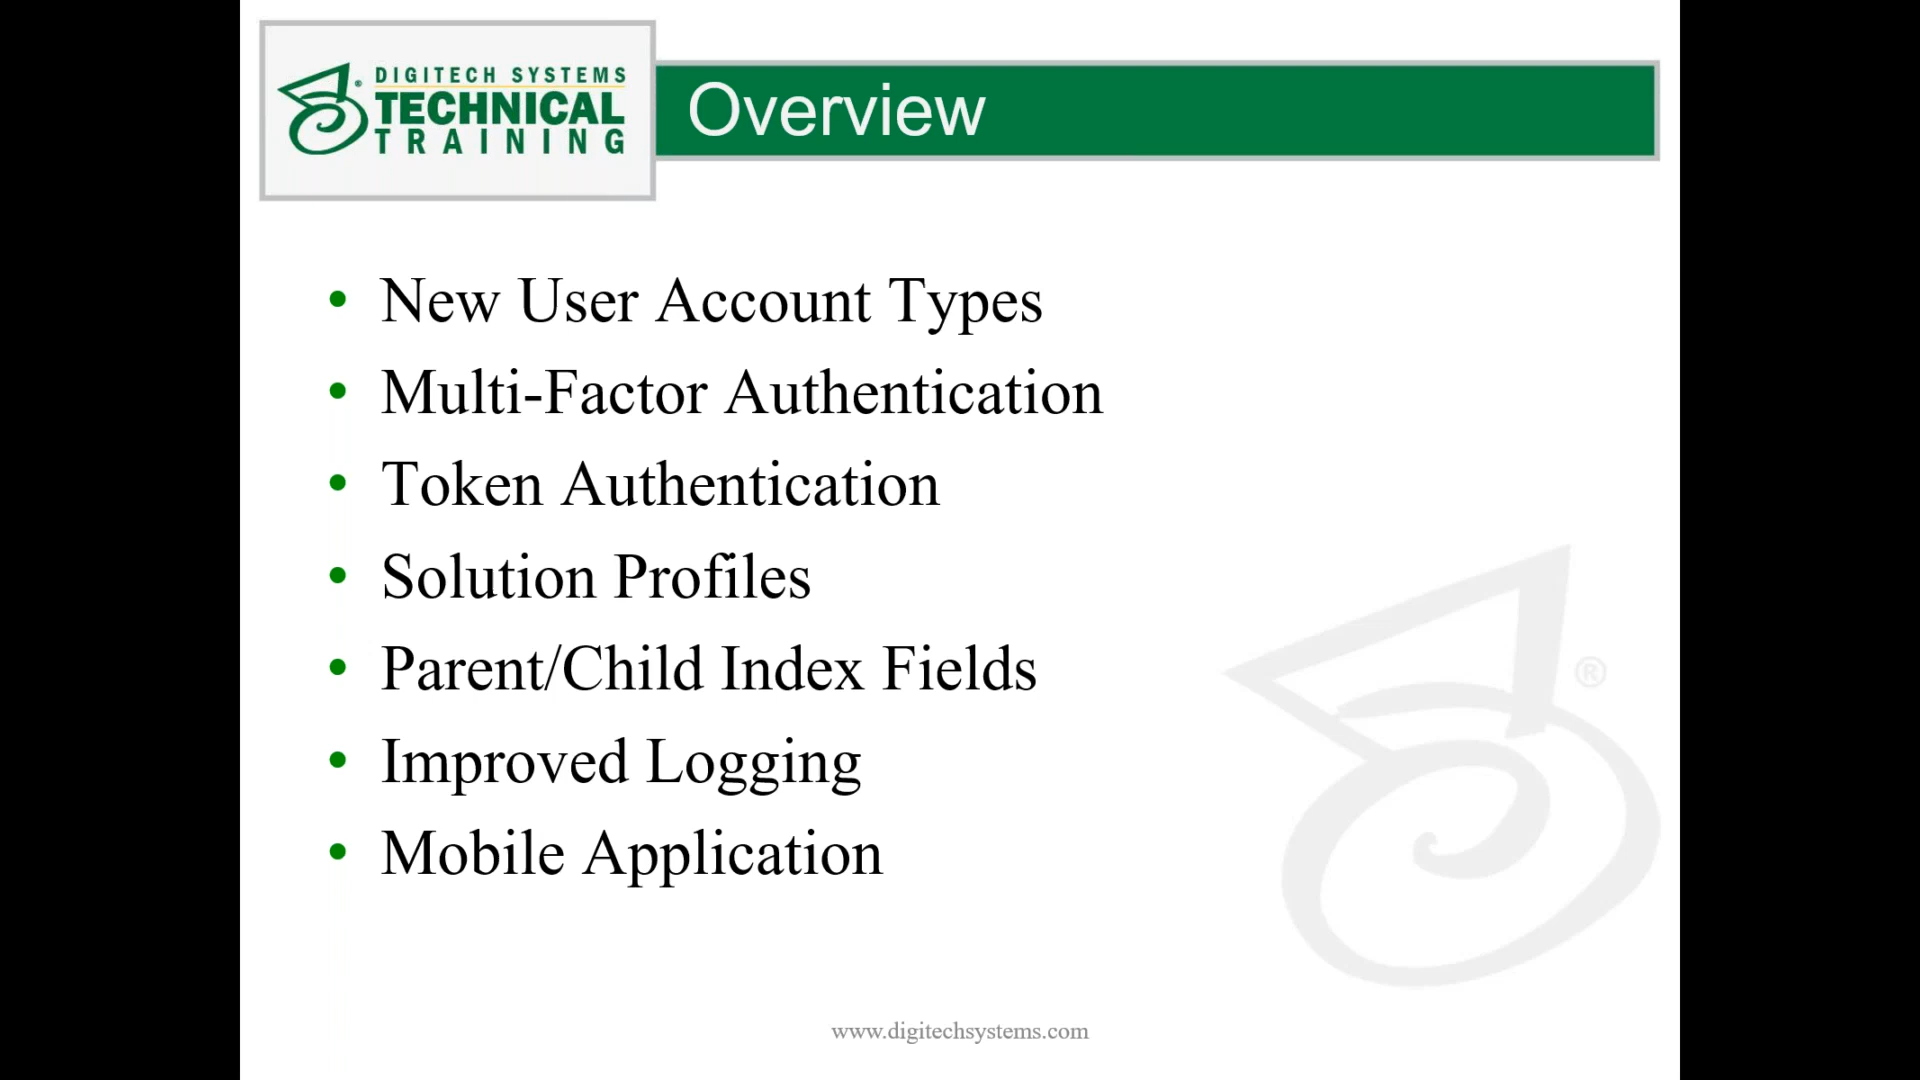 DIGITECH SYSTEMS
TECHNICAL
TRAINING
Overview
• New User Account Types
• Multi-Factor Authentication
• Token Authentication
• Solution Profiles
• Parent/Child Index Fields
• Improved Logging
• Mobile Application
®
www.digitechsystems.com